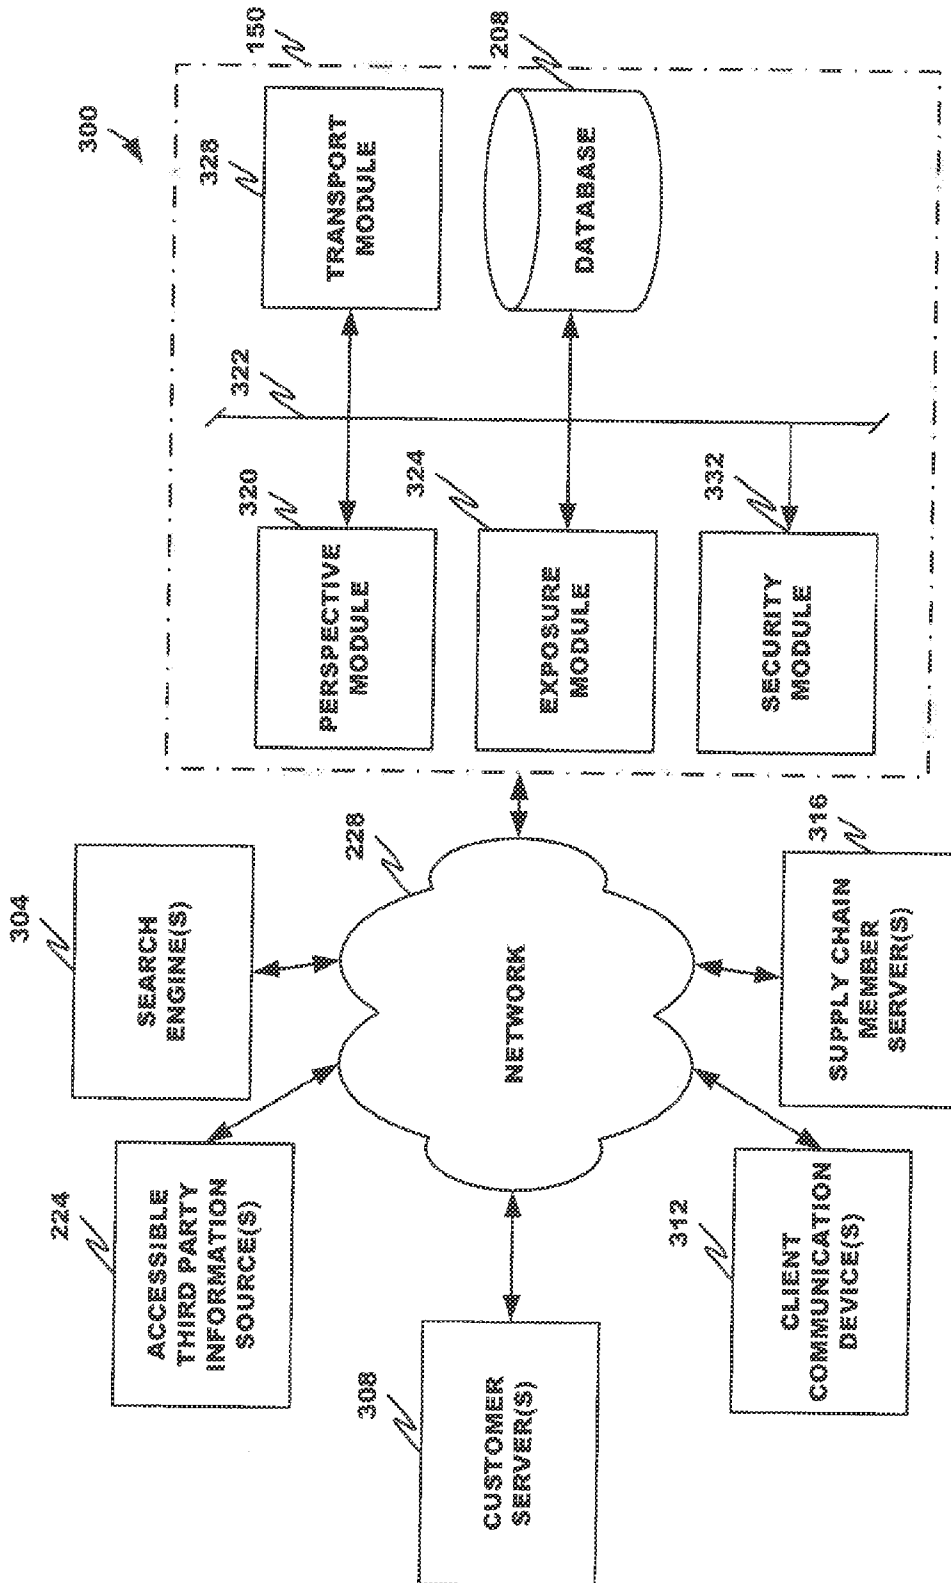 300
304
SEARCH
ENGINE(S)
224
ACCESSIBLE
THIRD PARTY
INFORMATION
SOURCE(S)
308
CUSTOMER
SERVER(S)
312
CLIENT
COMMUNICATION
DEVICE(S)
316
SUPPLY CHAIN
MEMBER
SERVER(S)
228
NETWORK
150
320
PERSPECTIVE
MODULE
322
328
TRANSPORT
MODULE
324
EXPOSURE
MODULE
208
DATABASE
332
SECURITY
MODULE